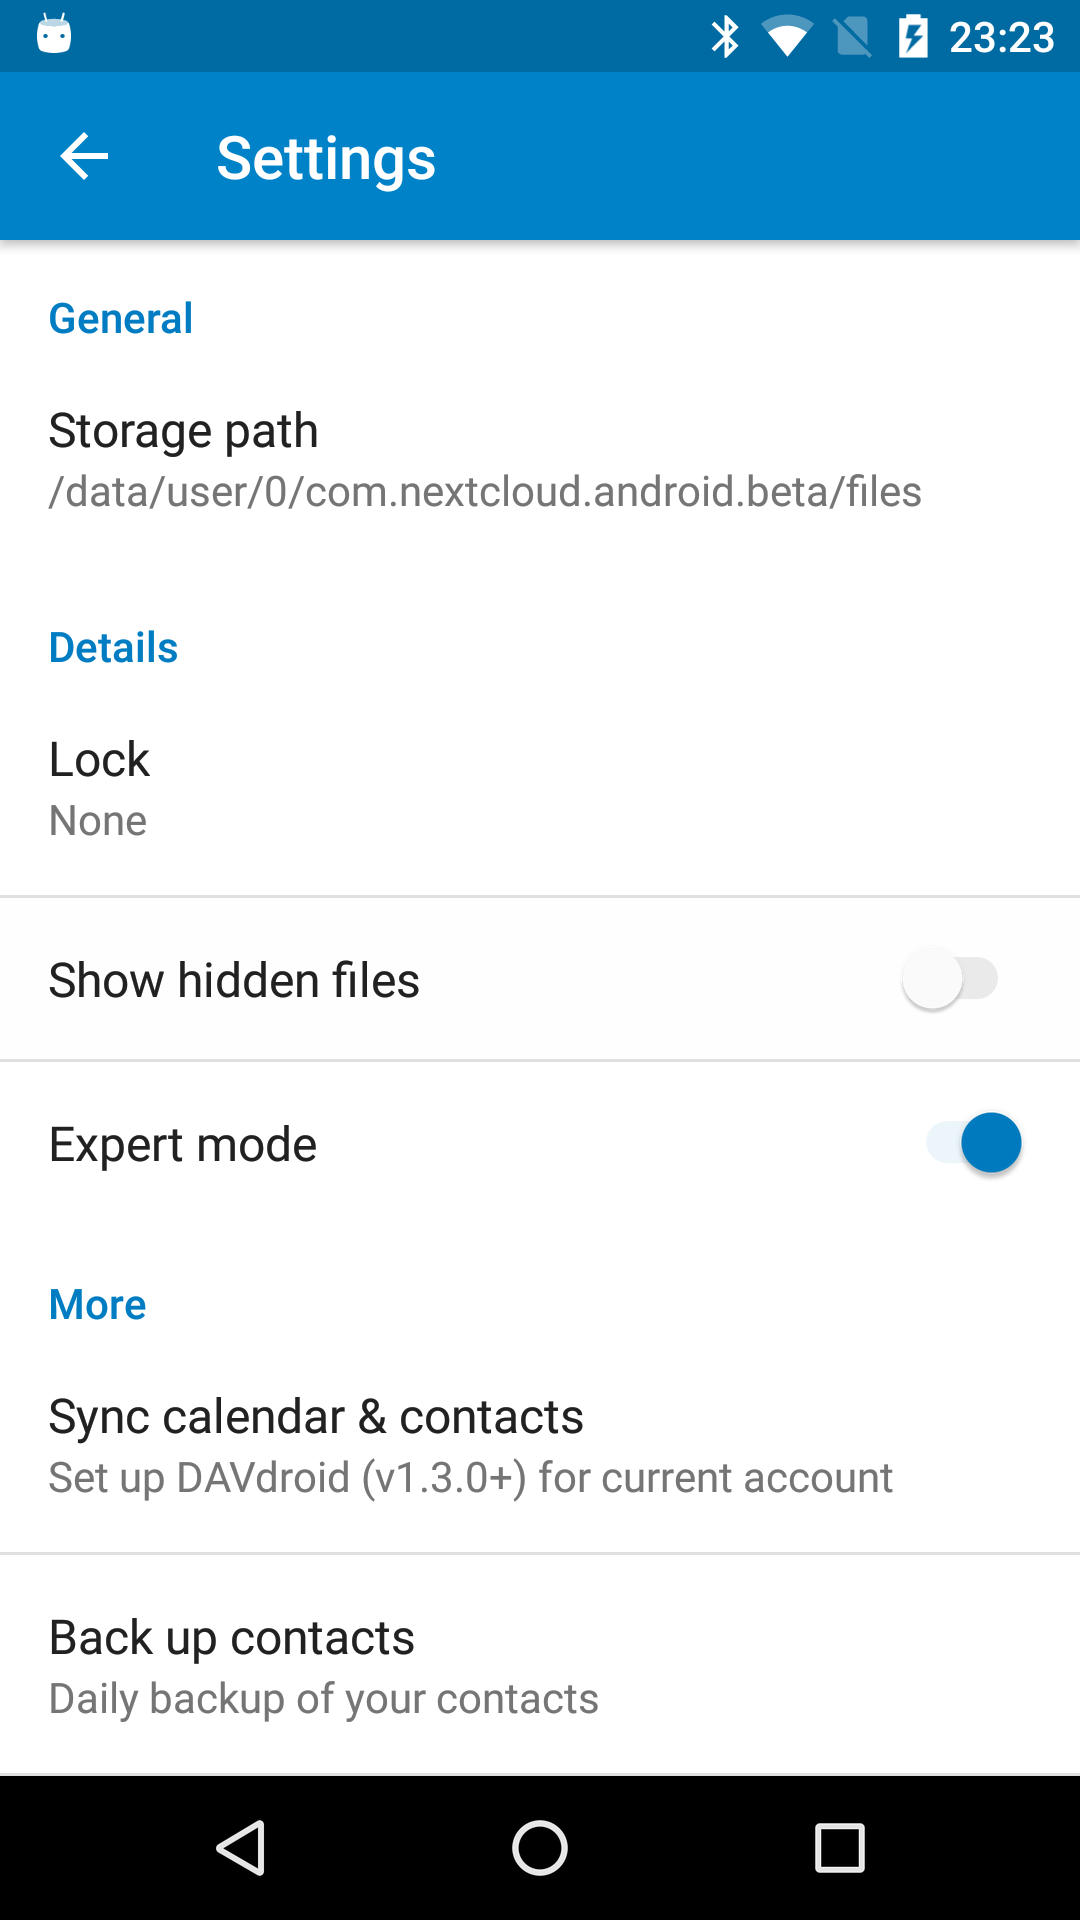 23:23
Settings
General
Storage path
/data/user/0/com.nextcloud.android.beta/files
Details
Lock
None
Show hidden files
Expert mode
More
Sync calendar & contacts
Set up DAVdroid (v1.3.0+) for current account
Back up contacts
Daily backup of your contacts